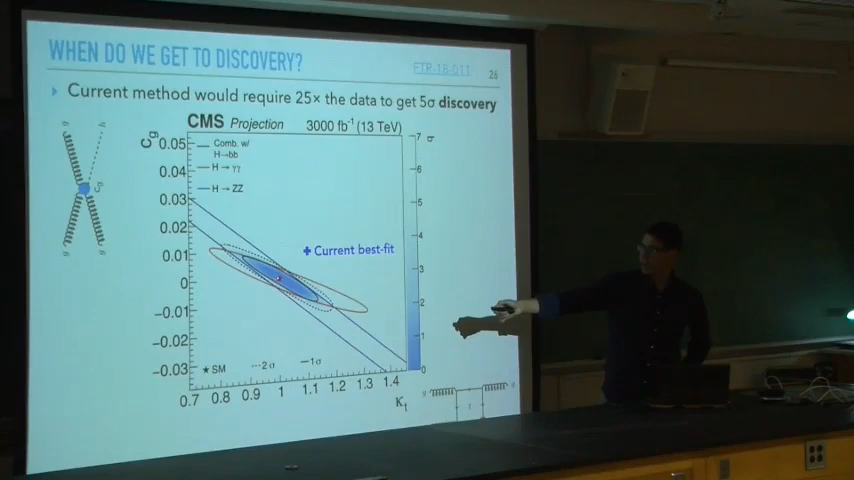 WHEN DO WE GET TO DISCOVERY?
FTR-18-011
26
Current method would require 25× the data to get 5σ discovery
CMS Projection 3000 fb⁻¹ (13 TeV)
Cg
0.05
0.04
0.03
0.02
0.01
0
−0.01
−0.02
−0.03
Comb. w/
H→bb
H→γγ
H→ZZ
Current best-fit
★ SM
2σ
1σ
0.7 0.8 0.9 1 1.1 1.2 1.3 1.4
κt
7
6
5
4
3
2
1
0
σ
g
h
Cg
g
g
g
g